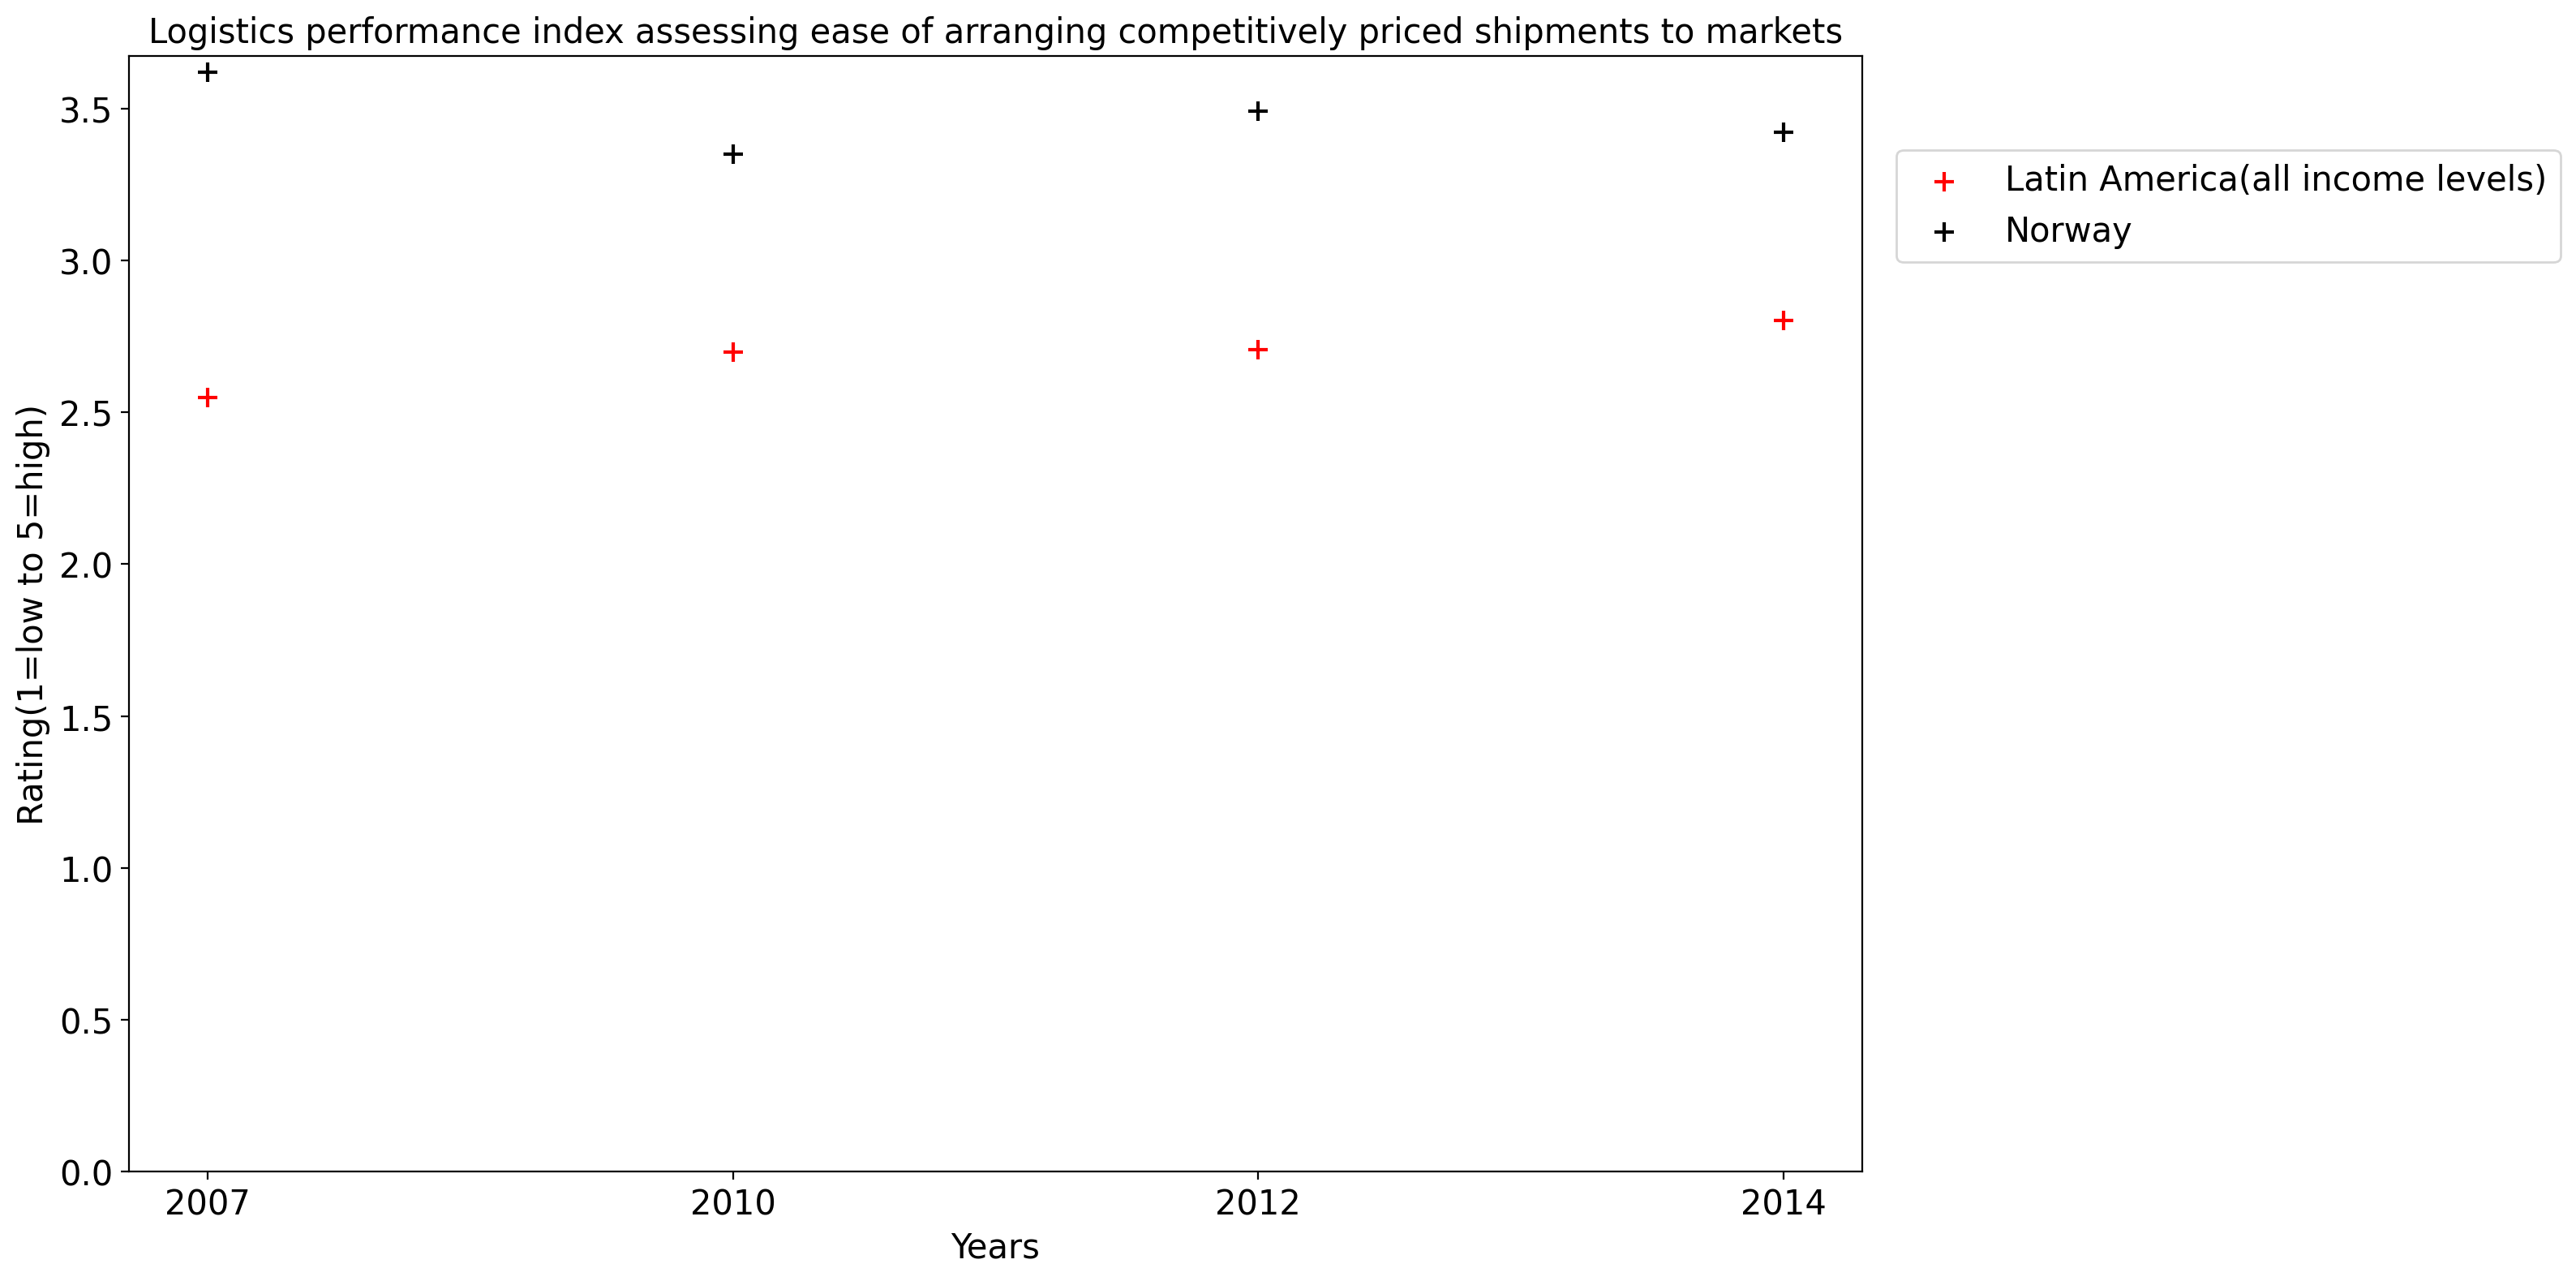 Logistics performance index assessing ease of arranging competitively priced shipments to markets
Rating(1=low to 5=high)
3.5
3.0
2.5
2.0
1.5
1.0
0.5
0.0
2007 2010 2012 2014
Years
Latin America(all income levels)
Norway